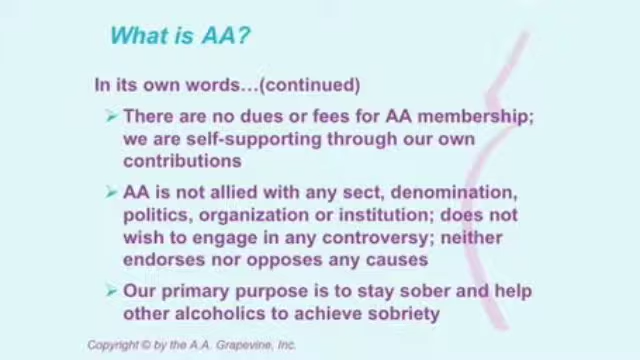 What is AA?
In its own words…(continued)
There are no dues or fees for AA membership;
we are self-supporting through our own
contributions
AA is not allied with any sect, denomination,
politics, organization or institution; does not
wish to engage in any controversy; neither
endorses nor opposes any causes
Our primary purpose is to stay sober and help
other alcoholics to achieve sobriety
Copyright © by the A.A. Grapevine, Inc.